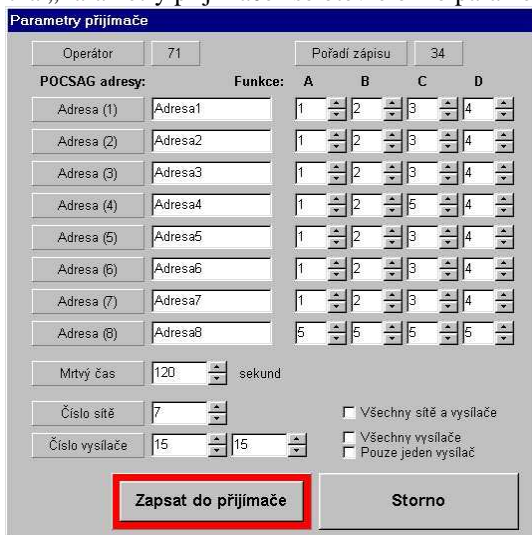 Parametry přijímače
Operátor 71 Pořadí zápisu 34
POCSAG adresy: Funkce: A B C D
Adresa (1) Adresa1 1 2 3 4
Adresa (2) Adresa2 1 2 3 4
Adresa (3) Adresa3 1 2 3 4
Adresa (4) Adresa4 1 2 5 4
Adresa (5) Adresa5 1 2 3 4
Adresa (6) Adresa6 1 2 3 4
Adresa (7) Adresa7 1 2 3 4
Adresa (8) Adresa8 5 5 5 5
Mrtvý čas 120 sekund
Číslo sítě 7 Všechny sítě a vysílače
Číslo vysílače 15 15 Všechny vysílače
Pouze jeden vysílač
Zapsat do přijímače Storno